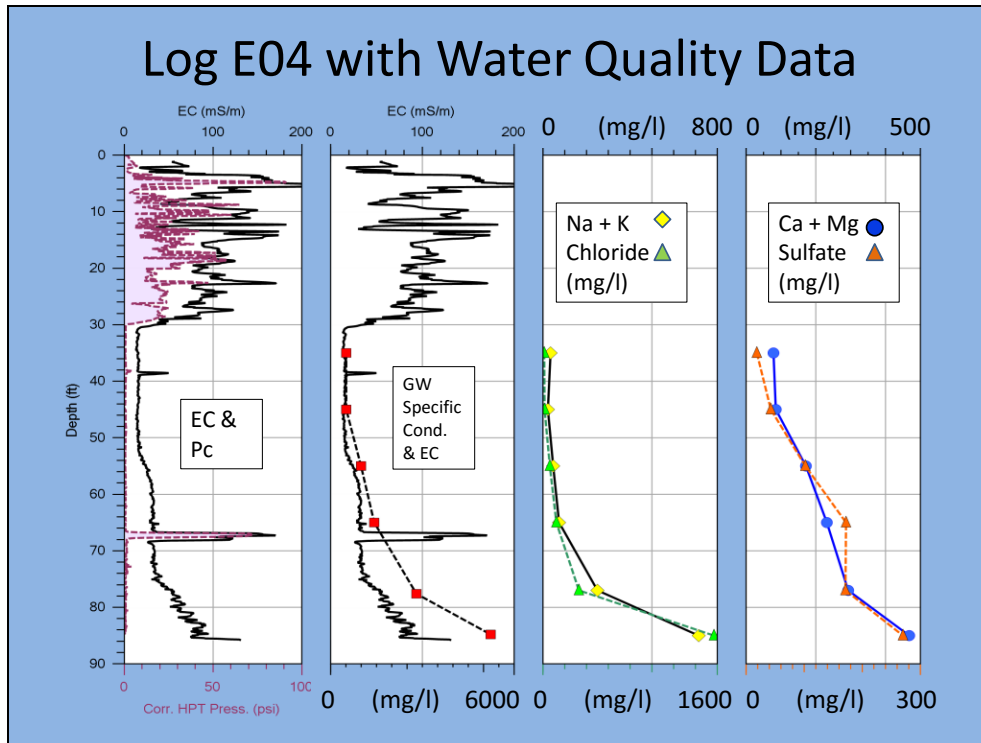 Log E04 with Water Quality Data
EC (mS/m)
0 100 200
EC (mS/m)
0 100 200
0 (mg/l) 800
0 (mg/l) 500
Depth (ft)
0
10
20
30
40
50
60
70
80
90
EC &
Pc
GW
Specific
Cond.
& EC
Na + K
Chloride
(mg/l)
Ca + Mg
Sulfate
(mg/l)
0 50 100
Corr. HPT Press. (psi)
0 (mg/l) 6000
0 (mg/l) 1600
0 (mg/l) 300